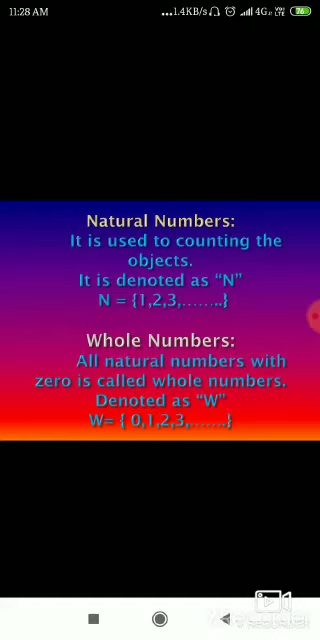 11:28 AM
...1.4KB/s
4G
VoLTE
76
Natural Numbers:
It is used to counting the
objects.
It is denoted as “N”
N = {1,2,3,……..}
Whole Numbers:
All natural numbers with
zero is called whole numbers.
Denoted as “W”
W= { 0,1,2,3,…….}